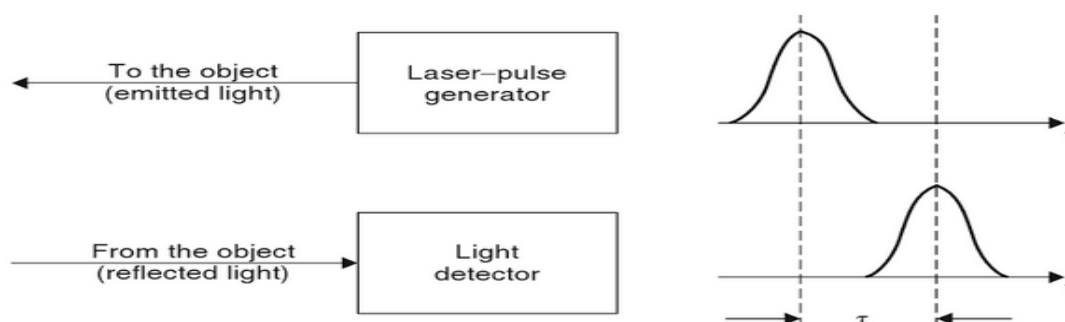 To the object
(emitted light)
Laser–pulse
generator
From the object
(reflected light)
Light
detector
τ